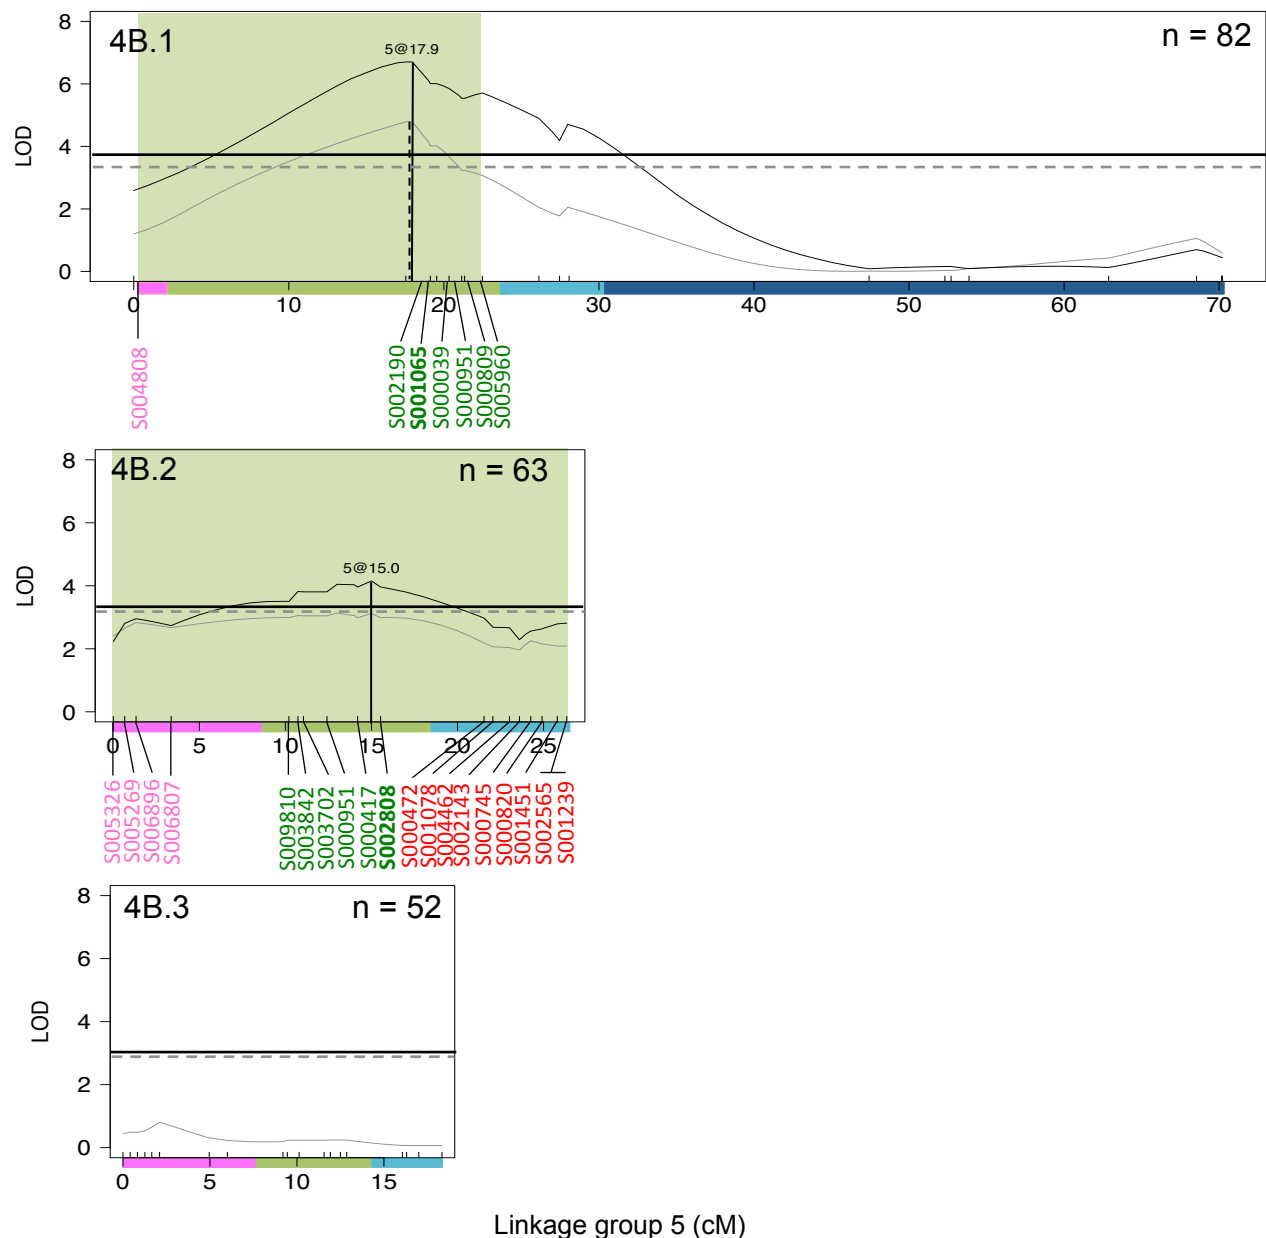 4B.1
n = 82
5@17.9
LOD
8
6
4
2
0
0 10 20 30 40 50 60 70
S004808
S002190
S001065
S000039
S000951
S000809
S005960
4B.2
n = 63
5@15.0
LOD
8
6
4
2
0
0 5 10 15 20 25
S005326
S005269
S006896
S006807
S009810
S003842
S003702
S000951
S000417
S002808
S000472
S001078
S004462
S002143
S000745
S000820
S001451
S002565
S001239
4B.3
n = 52
LOD
8
6
4
2
0
0 5 10 15
Linkage group 5 (cM)